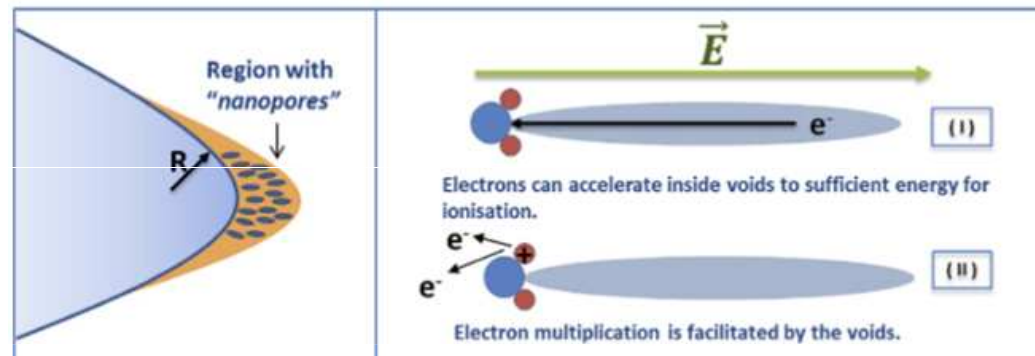 Region with
"nanopores"
R
E
e-
(I)
Electrons can accelerate inside voids to sufficient energy for
ionisation.
e-
+
e-
(II)
Electron multiplication is facilitated by the voids.